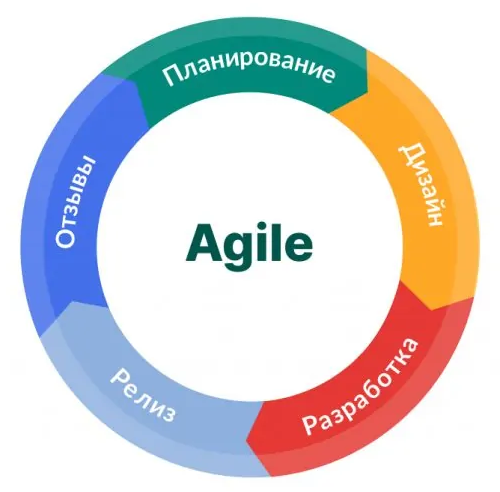 Планирование
Дизайн
Разработка
Релиз
Отзывы
Agile